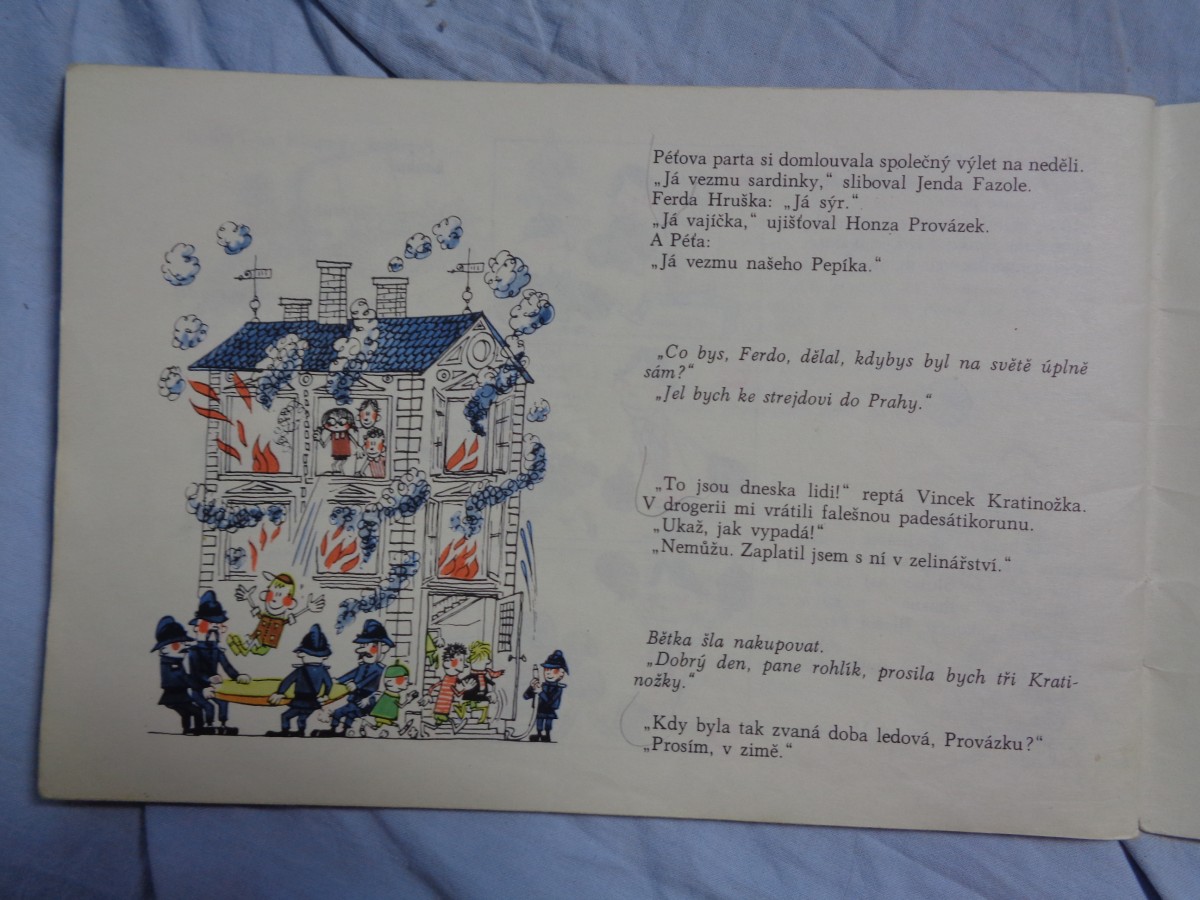 Péťova parta si domlouvala společný výlet na neděli.
„Já vezmu sardinky,“ sliboval Jenda Fazole.
Ferda Hruška: „Já sýr.“
„Já vajíčka,“ ujišťoval Honza Provázek.
A Péťa:
„Já vezmu našeho Pepíka.“
„Co bys, Ferdo, dělal, kdybys byl na světě úplně
sám?“
„Jel bych ke strejdovi do Prahy.“
„To jsou dneska lidi!“ reptá Vincek Kratinožka.
V drogerii mi vrátili falešnou padesátikorunu.
„Ukaž, jak vypadá!“
„Nemůžu. Zaplatil jsem s ní v zelinářství.“
Bětka šla nakupovat.
„Dobrý den, pane rohlík, prosila bych tři Krati-
nožky.“
„Kdy byla tak zvaná doba ledová, Provázku?“
„Prosím, v zimě.“